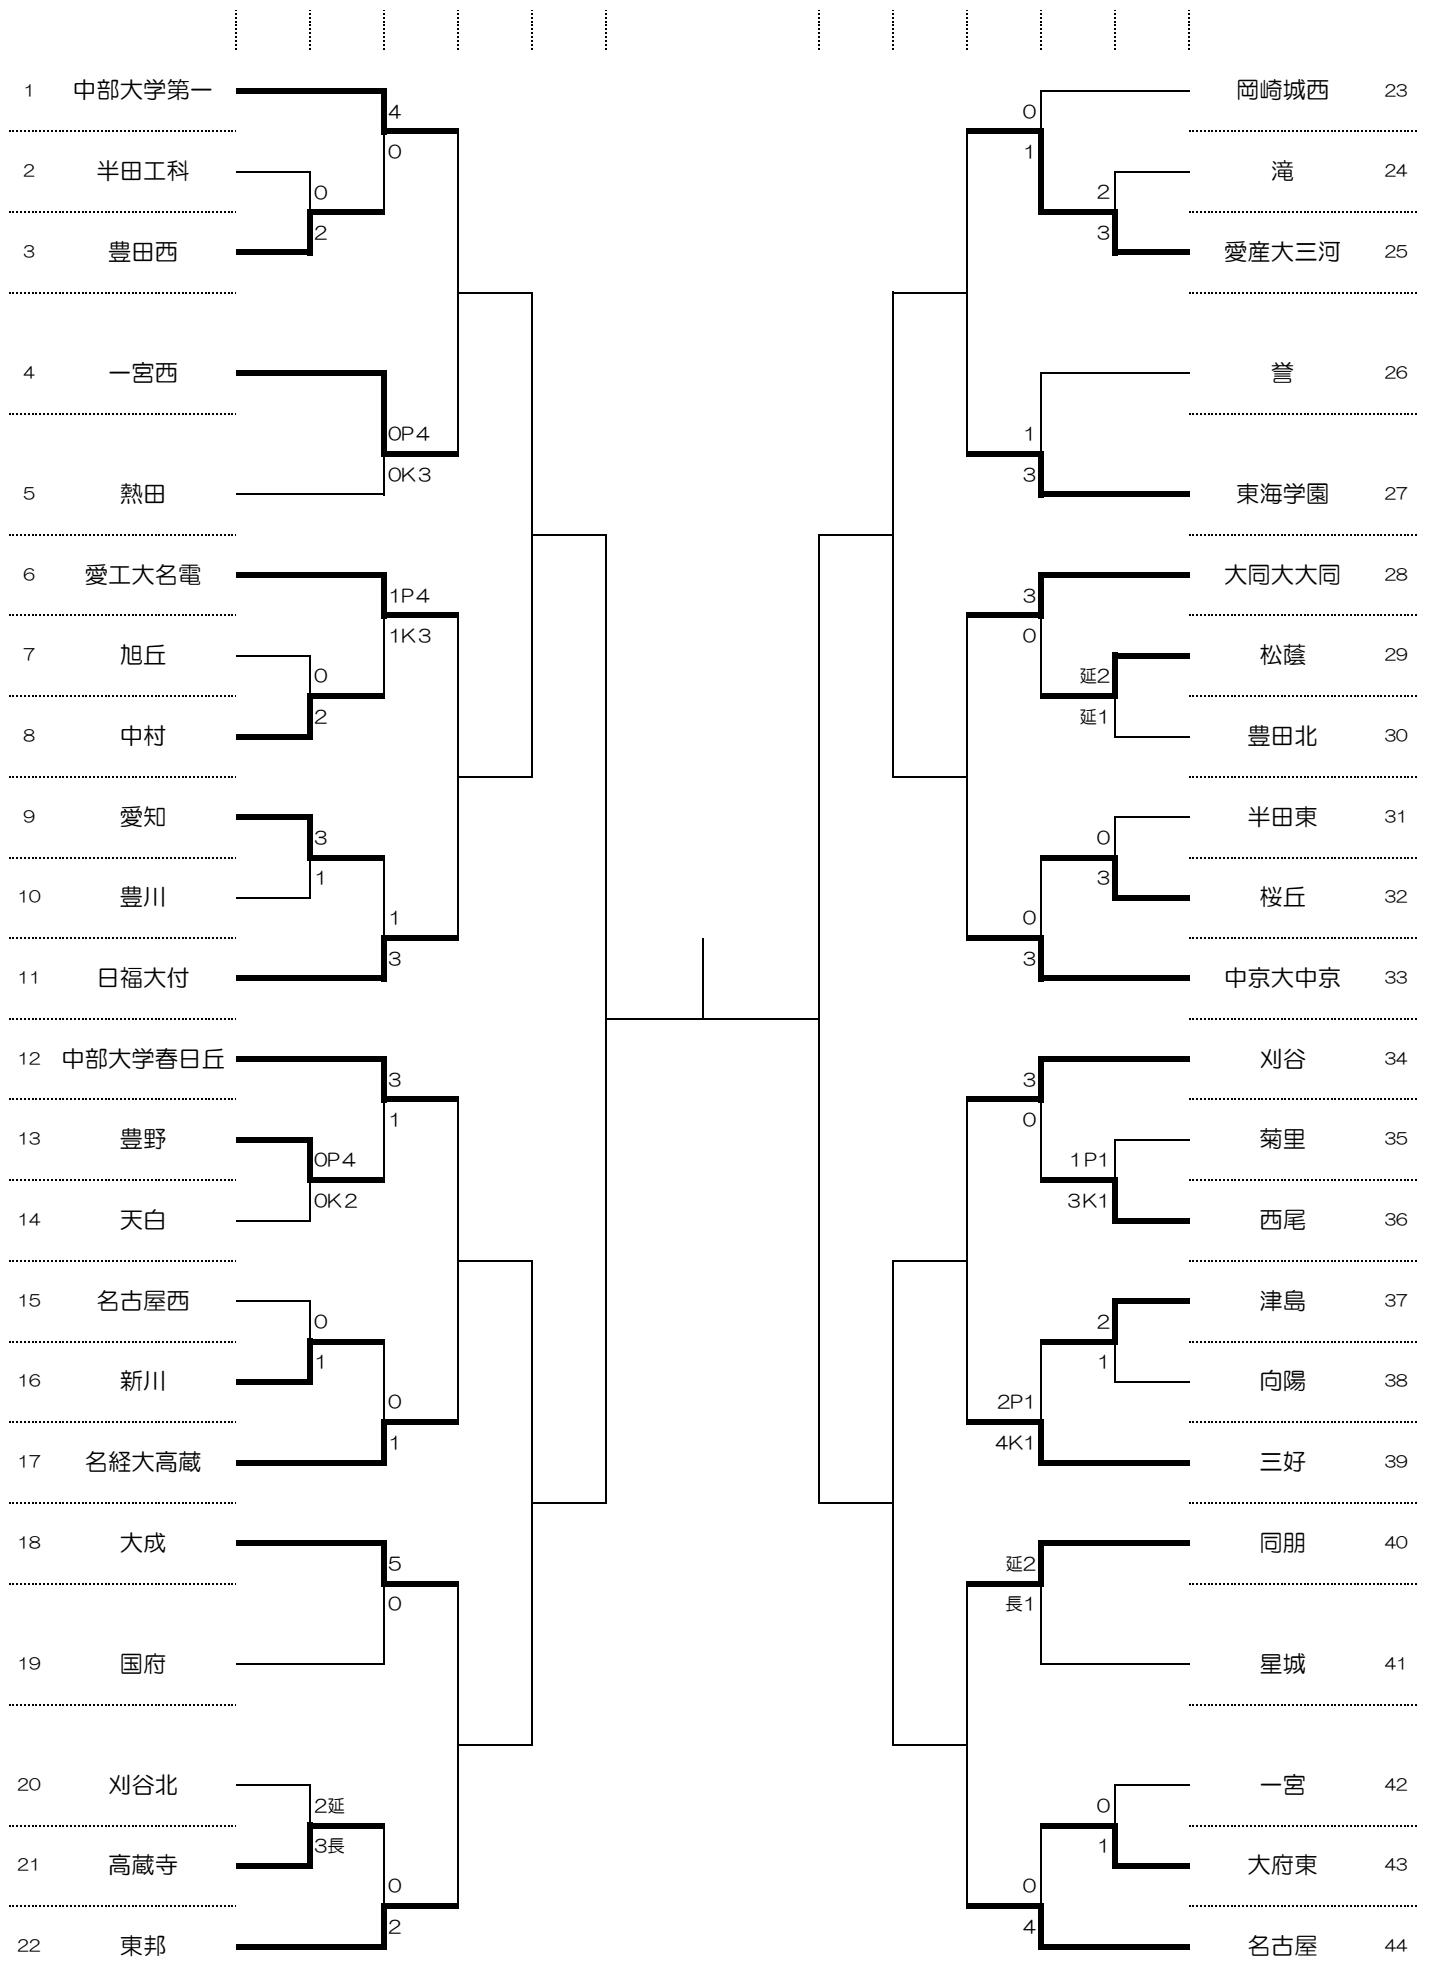 1 中部大学第一
4
0
2 半田工科
0
2
3 豊田西
4 一宮西
0P4
0K3
5 熱田
6 愛工大名電
1P4
1K3
7 旭丘
0
2
8 中村
9 愛知
3
1
10 豊川
1
3
11 日福大付
12 中部大学春日丘
3
1
13 豊野
0P4
0K2
14 天白
15 名古屋西
0
1
16 新川
0
1
17 名経大高蔵
18 大成
5
0
19 国府
20 刈谷北
2延
3長
21 高蔵寺
0
2
22 東邦
岡崎城西 23
0
1
滝 24
2
3
愛産大三河 25
誉 26
1
3
東海学園 27
大同大大同 28
3
0
松蔭 29
延2
延1
豊田北 30
半田東 31
0
3
桜丘 32
0
3
中京大中京 33
刈谷 34
3
0
菊里 35
1P1
3K1
西尾 36
津島 37
2
1
向陽 38
2P1
4K1
三好 39
同朋 40
延2
長1
星城 41
一宮 42
0
1
大府東 43
0
4
名古屋 44